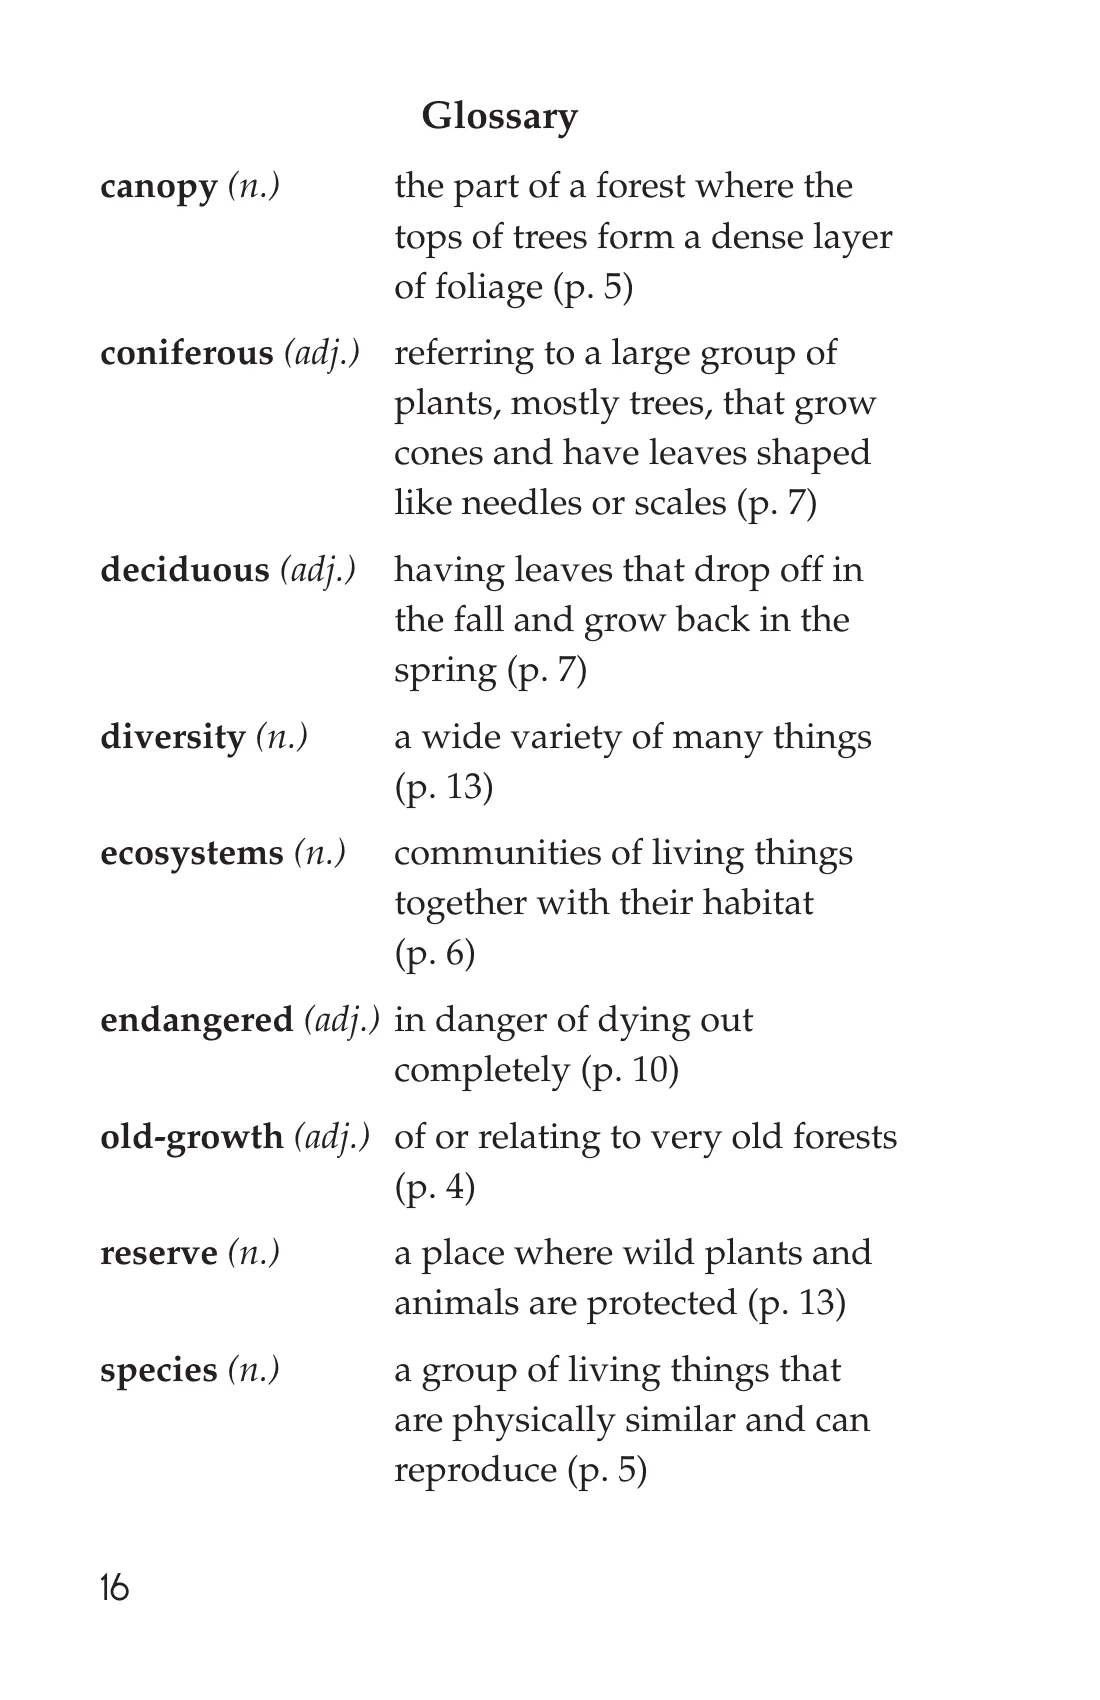 Glossary
canopy (n.) the part of a forest where the
tops of trees form a dense layer
of foliage (p. 5)
coniferous (adj.) referring to a large group of
plants, mostly trees, that grow
cones and have leaves shaped
like needles or scales (p. 7)
deciduous (adj.) having leaves that drop off in
the fall and grow back in the
spring (p. 7)
diversity (n.) a wide variety of many things
(p. 13)
ecosystems (n.) communities of living things
together with their habitat
(p. 6)
endangered (adj.) in danger of dying out
completely (p. 10)
old-growth (adj.) of or relating to very old forests
(p. 4)
reserve (n.) a place where wild plants and
animals are protected (p. 13)
species (n.) a group of living things that
are physically similar and can
reproduce (p. 5)
16